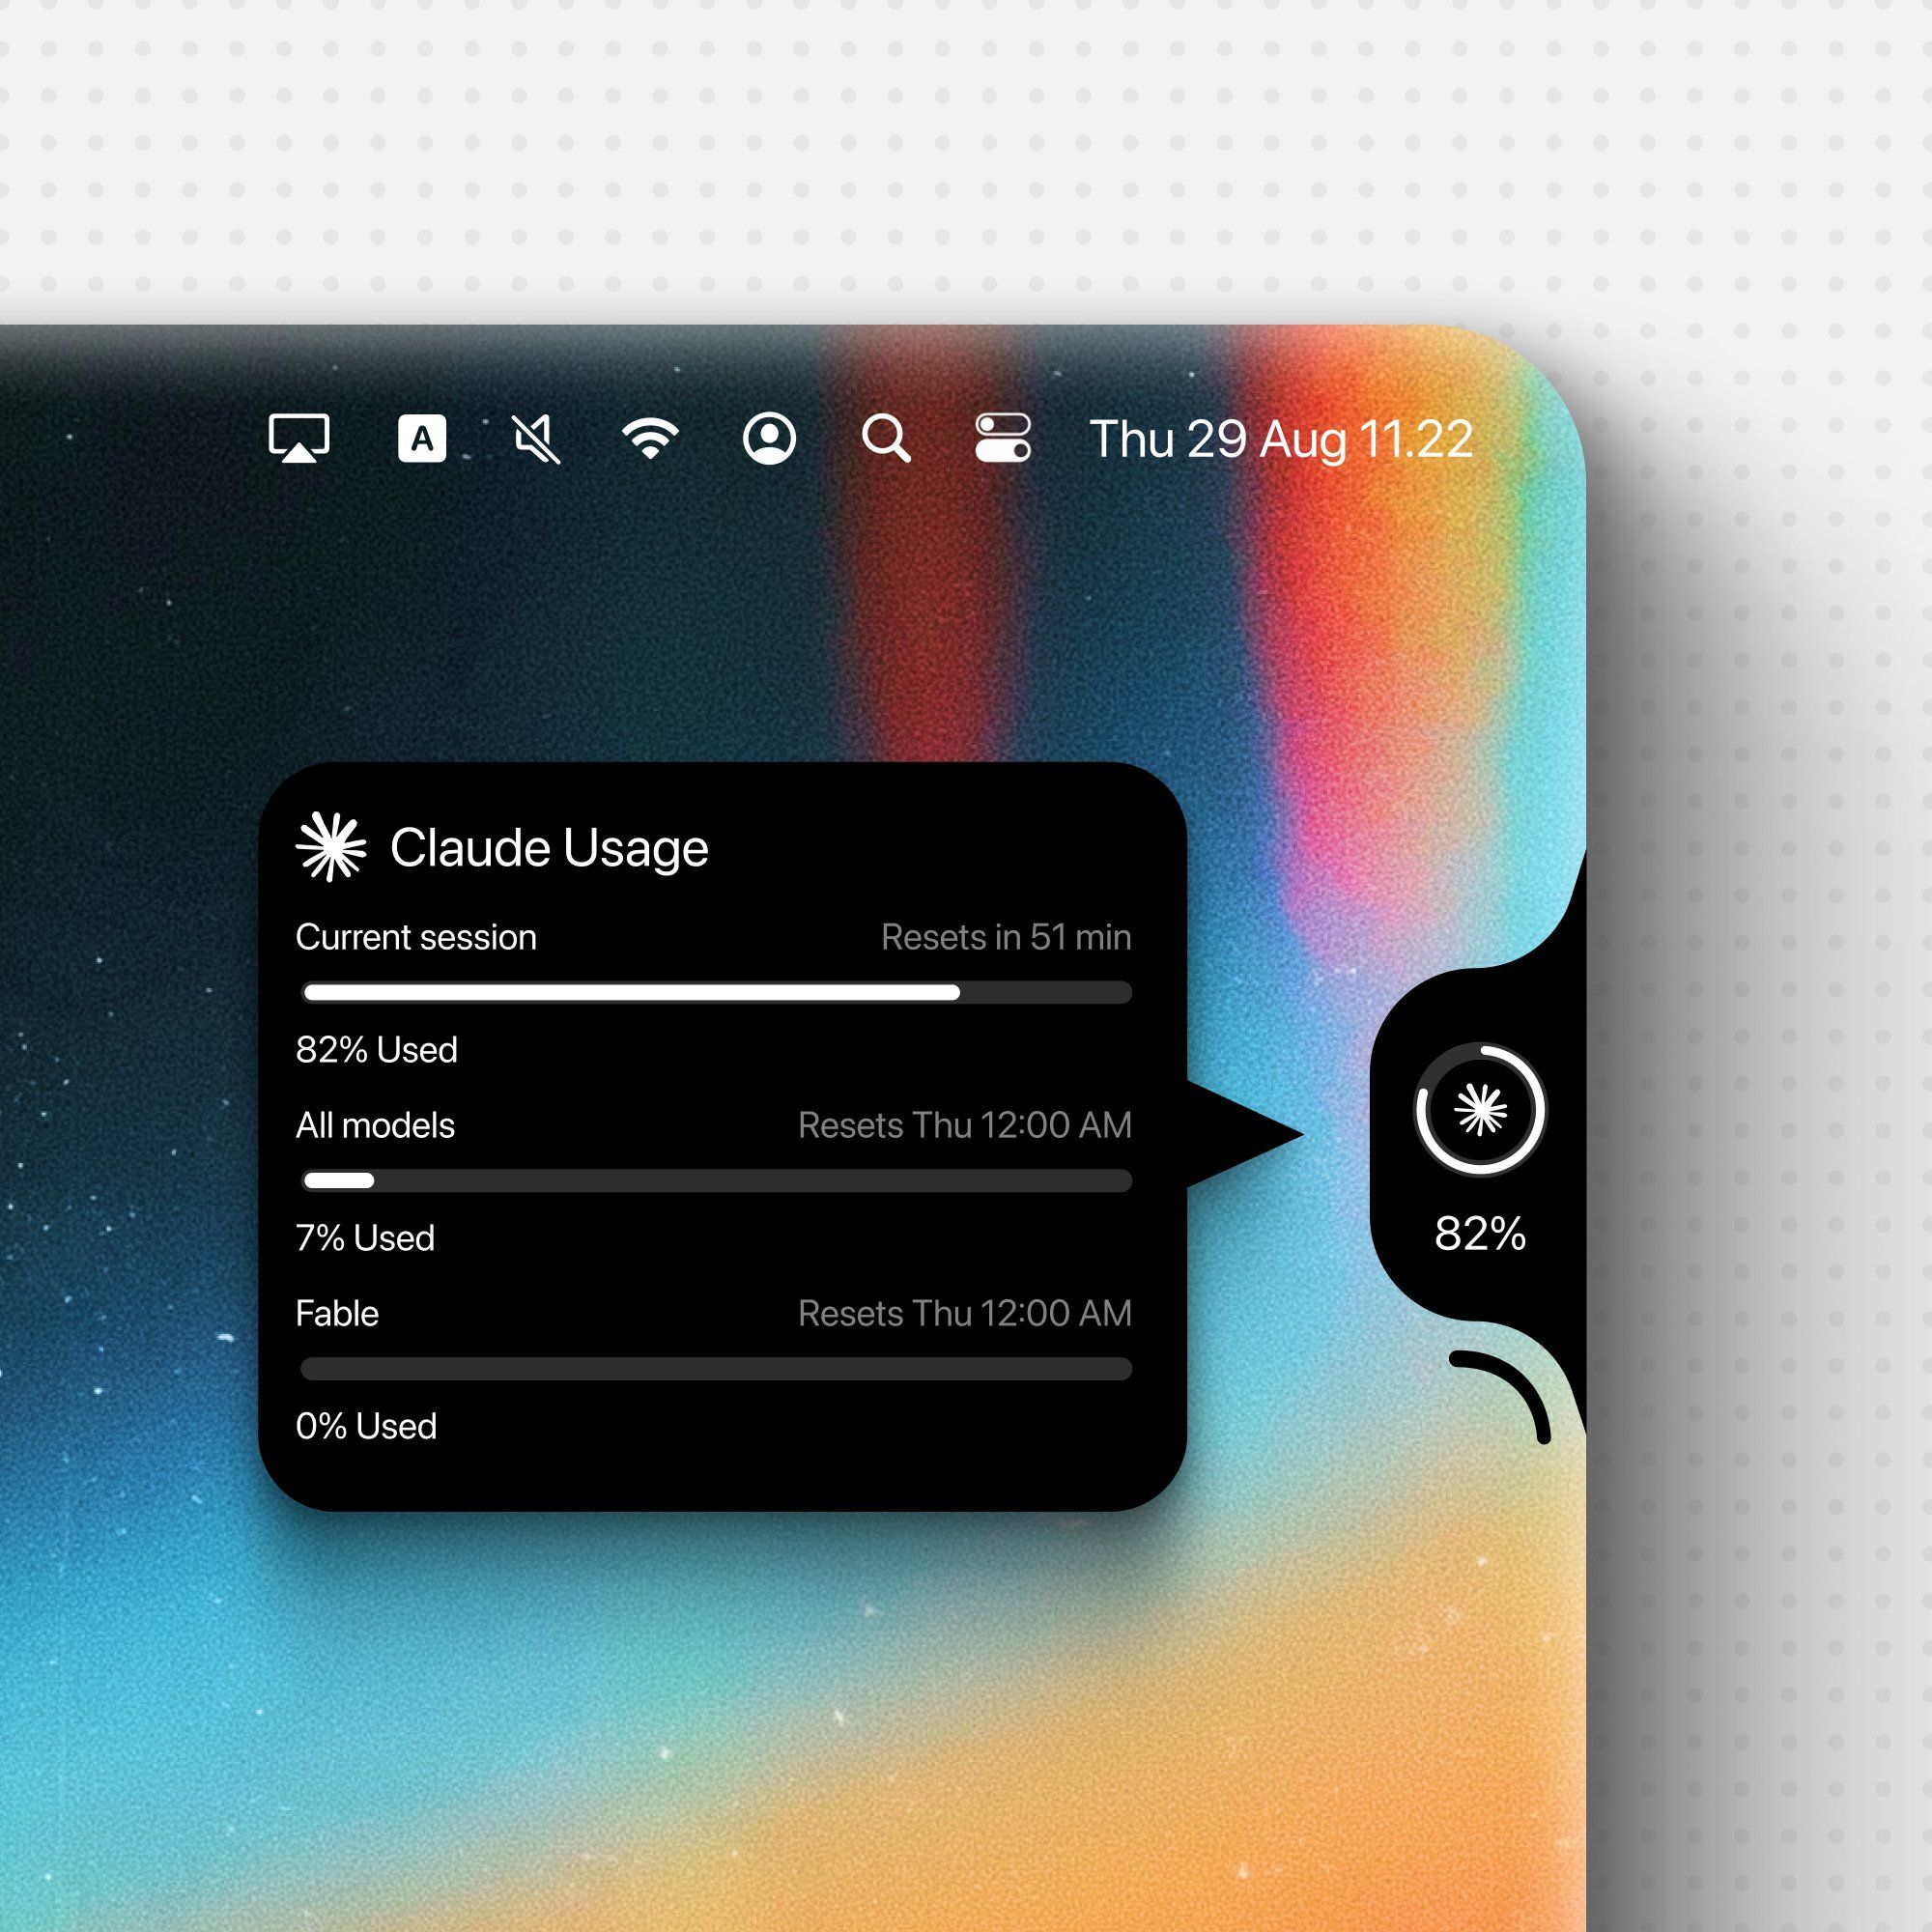 A
Thu 29 Aug 11.22
Claude Usage
Current session Resets in 51 min
82% Used
All models Resets Thu 12:00 AM
7% Used
Fable Resets Thu 12:00 AM
0% Used
82%